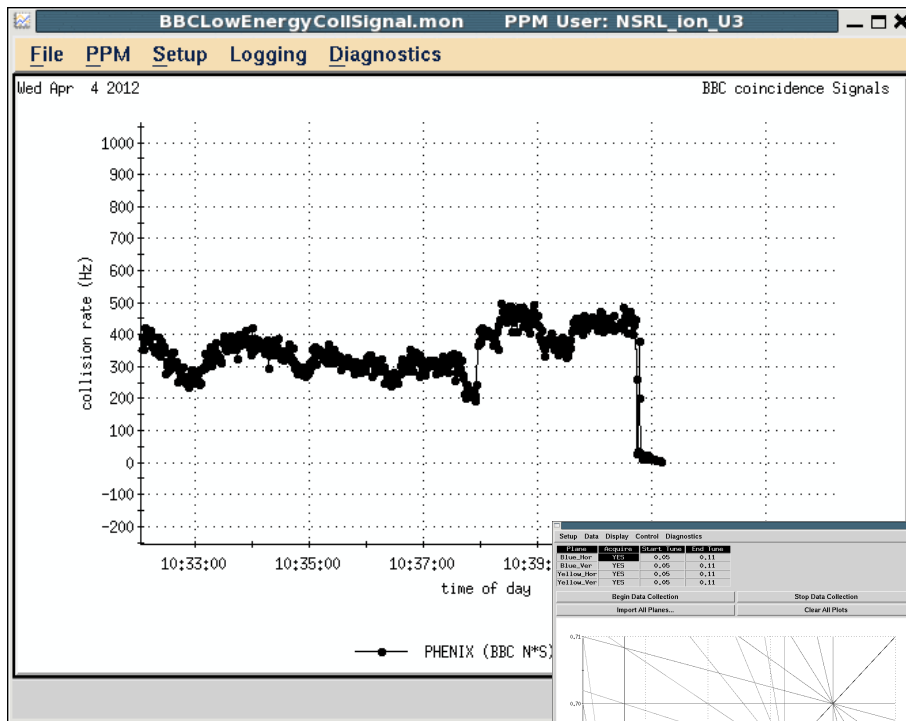 BBCLowEnergyCollSignal.mon PPM User: NSRL_ion_U3
File PPM Setup Logging Diagnostics
Wed Apr 4 2012 BBC coincidence Signals
1000
900
800
700
600
500
400
300
200
100
0
-100
-200
collision rate (Hz)
10:33:00 10:35:00 10:37:00 10:39:
time of day
PHENIX (BBC N*S)
Setup Data Display Control Diagnostics
Plane Acquire Start Tune End Tune
Blue_Hor YES 0.05 0.11
Blue_Ver YES 0.05 0.11
Yellow_Hor YES 0.05 0.11
Yellow_Ver YES 0.05 0.11
Begin Data Collection Stop Data Collection
Import All Planes... Clear All Plots
0.71
0.70